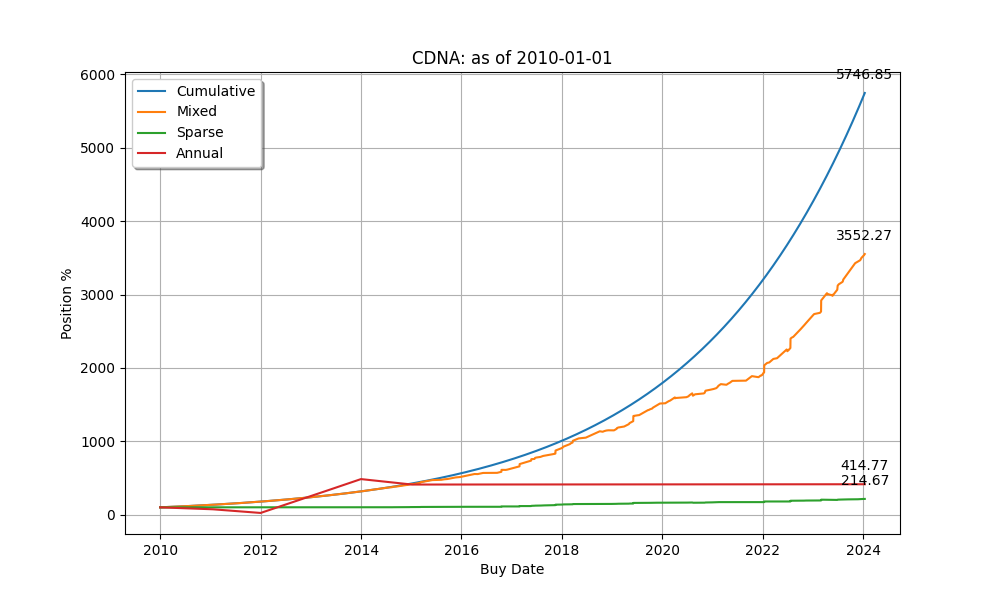 CDNA: as of 2010-01-01
Cumulative
Mixed
Sparse
Annual
5746.85
3552.27
414.77
214.67
6000
5000
4000
3000
2000
1000
0
Position %
2010 2012 2014 2016 2018 2020 2022 2024
Buy Date